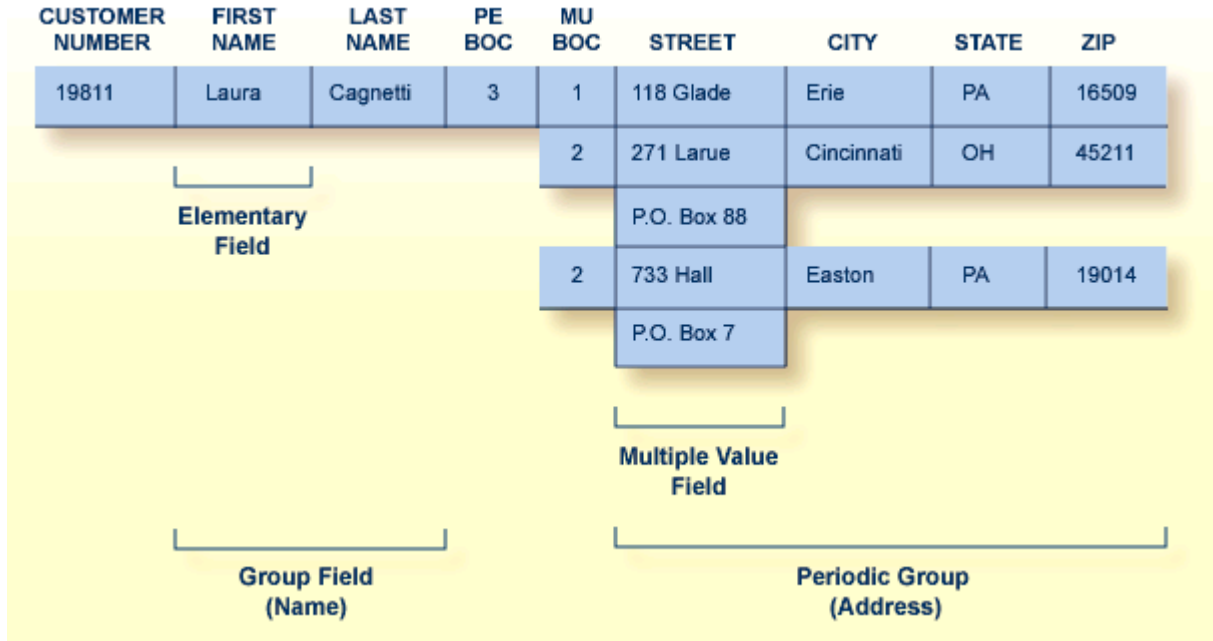 CUSTOMER NUMBER FIRST NAME LAST NAME PE BOC MU BOC STREET CITY STATE ZIP
19811 Laura Cagnetti 3 1 118 Glade Erie PA 16509
2 271 Larue Cincinnati OH 45211
P.O. Box 88
2 733 Hall Easton PA 19014
P.O. Box 7
Elementary
Field
Multiple Value
Field
Group Field
(Name)
Periodic Group
(Address)